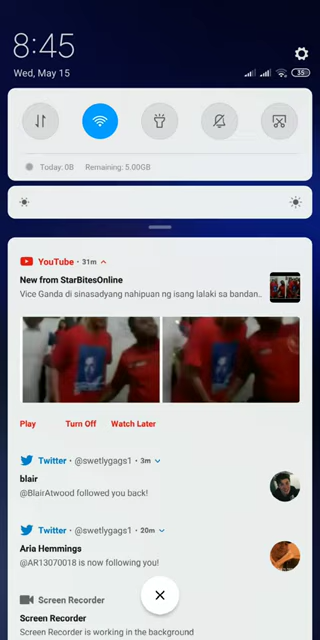 8:45
Wed, May 15
35
Today: 0B Remaining: 5.00GB
YouTube • 31m
New from StarBitesOnline
Vice Ganda di sinasadyang nahipuan ng isang lalaki sa bandan..
Play Turn Off Watch Later
Twitter • @swetlygags1 • 3m
blair
@BlairAtwood followed you back!
Twitter • @swetlygags1 • 20m
Aria Hemmings
@AR13070018 is now following you!
Screen Recorder
Screen Recorder
Screen Recorder is working in the background